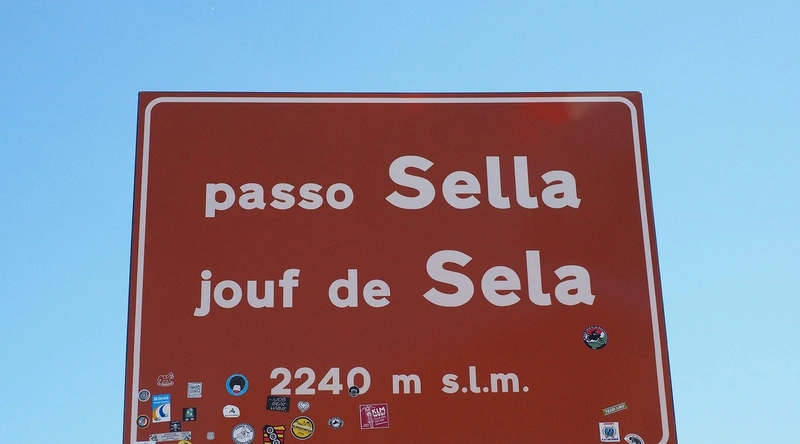 passo Sella
jouf de Sela
2240 m s.l.m.